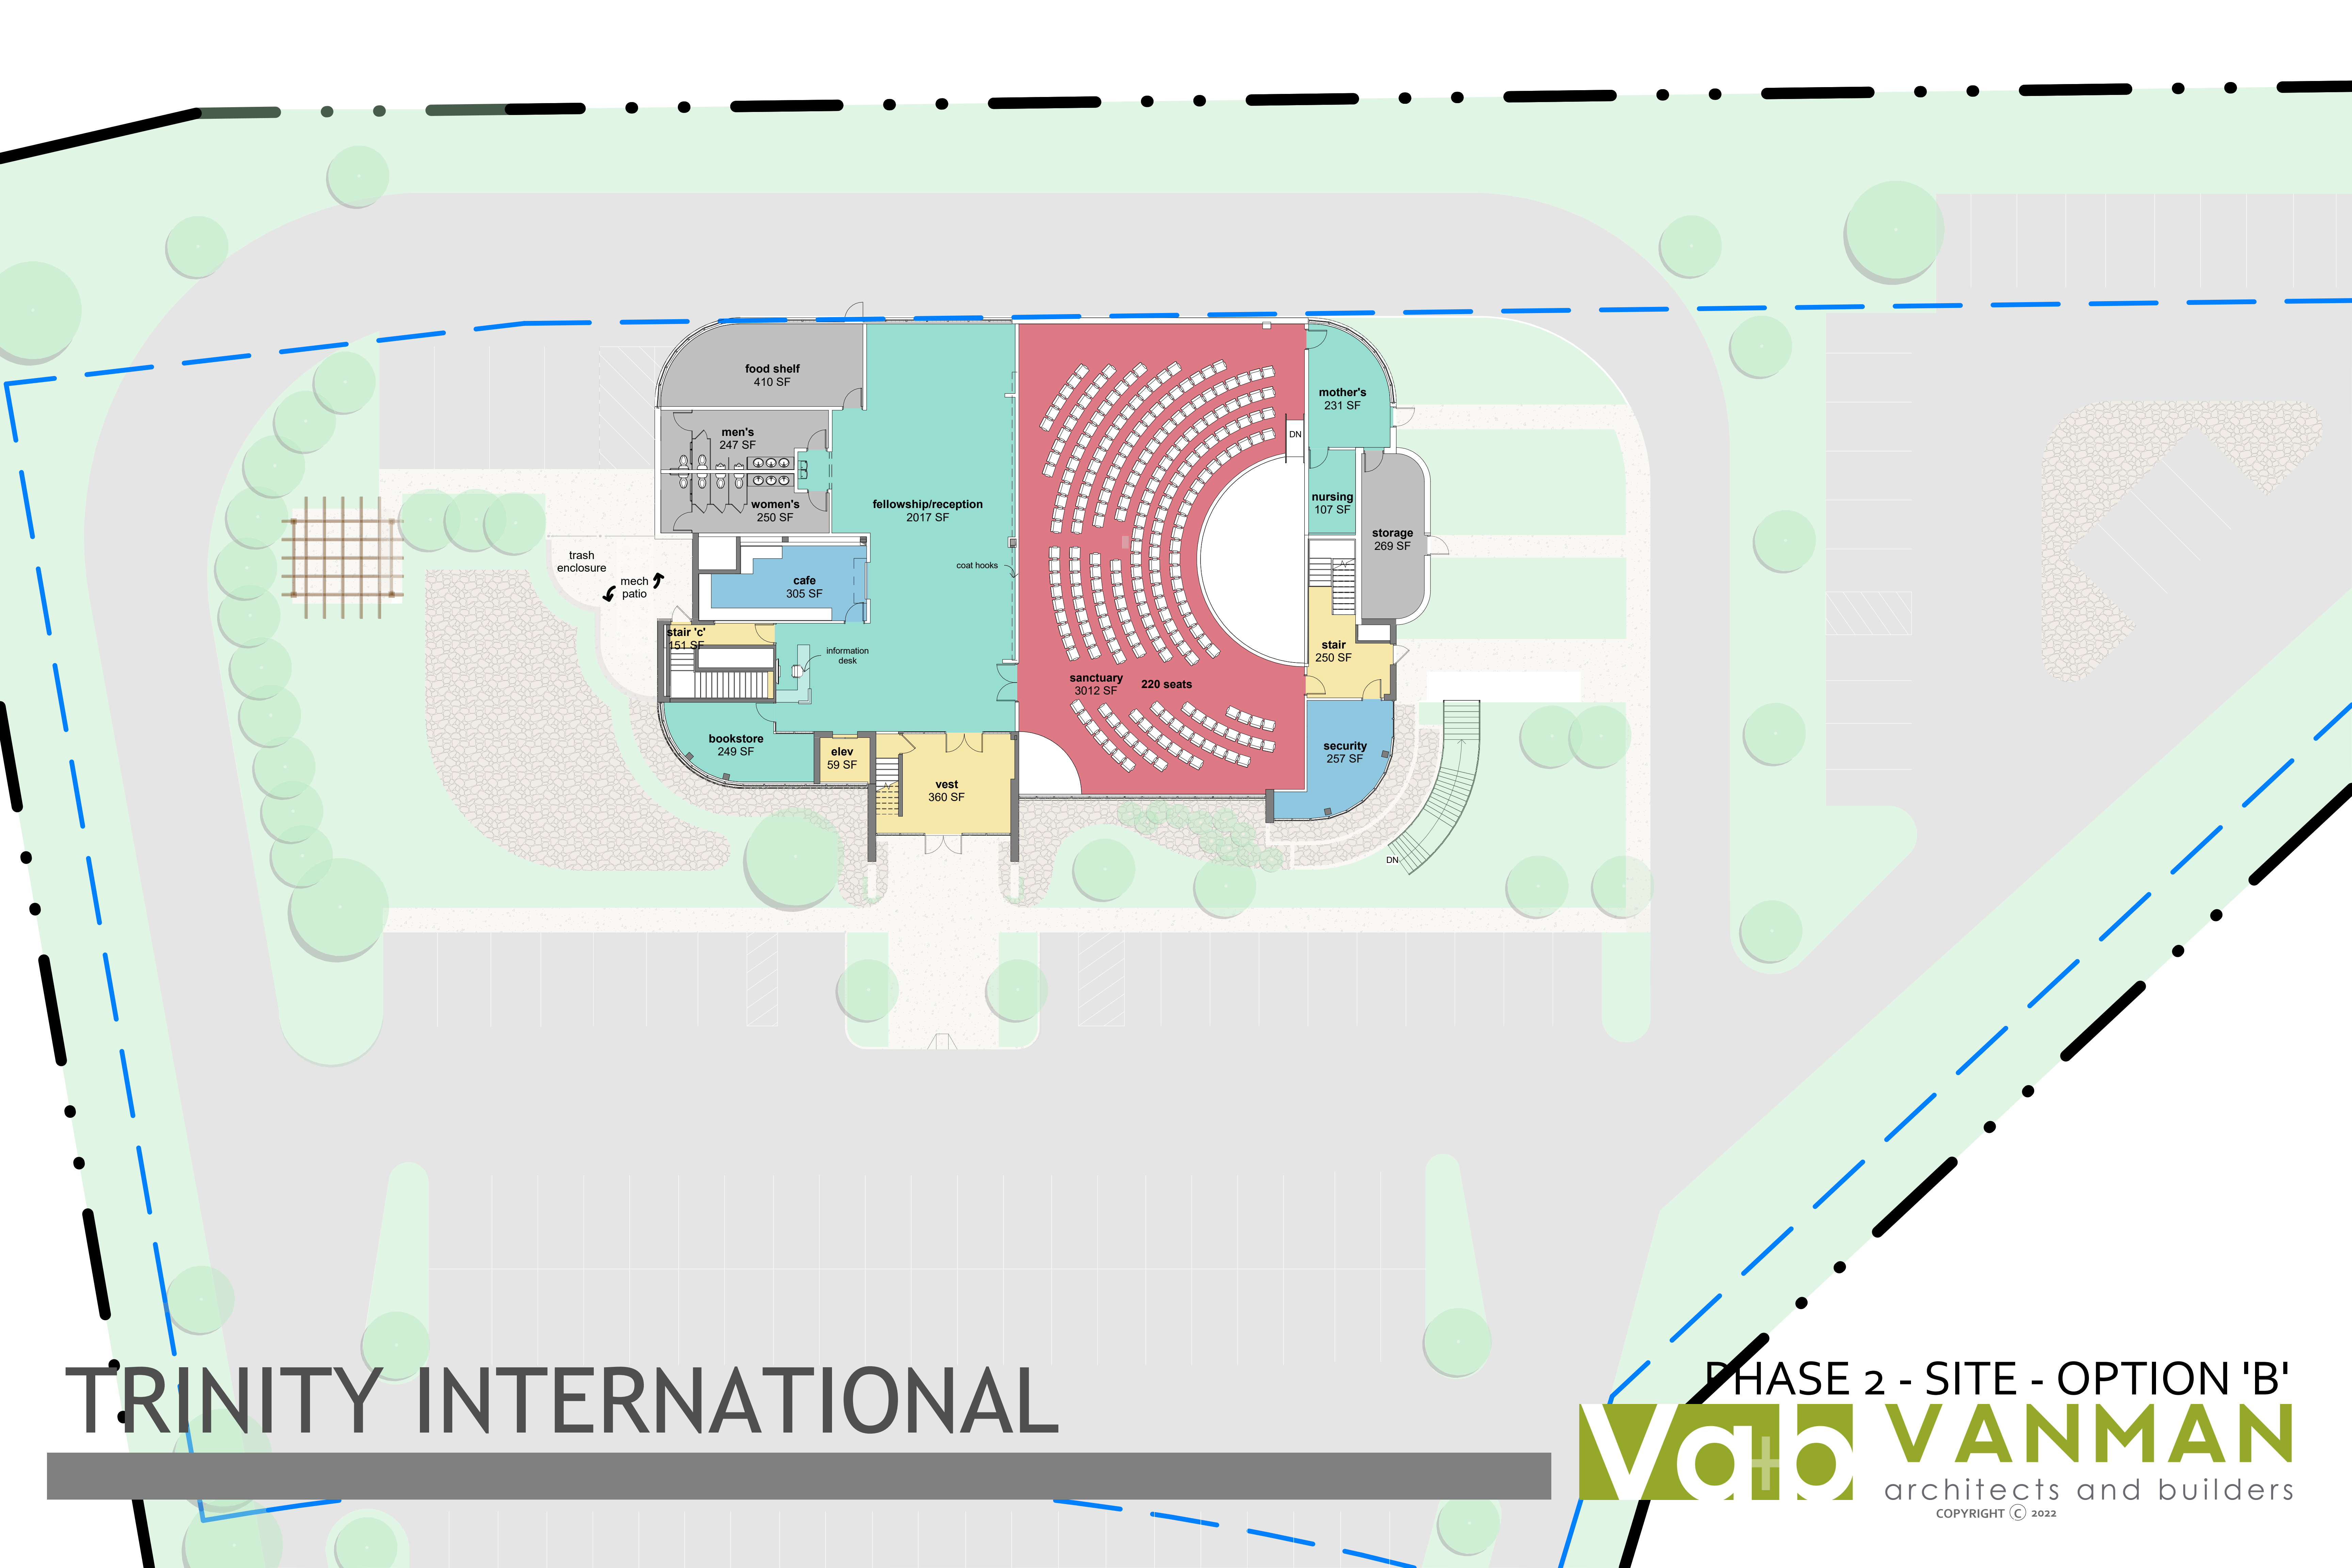 food shelf
410 SF
men's
247 SF
women's
250 SF
fellowship/reception
2017 SF
DN
mother's
231 SF
nursing
107 SF
storage
269 SF
trash
enclosure
mech
patio
cafe
305 SF
coat hooks
stair 'c'
151 SF
information
desk
sanctuary
3012 SF
220 seats
stair
250 SF
bookstore
249 SF
elev
59 SF
vest
360 SF
security
257 SF
DN
TRINITY INTERNATIONAL
PHASE 2 - SITE - OPTION 'B'
Va+b
VANMAN
architects and builders
COPYRIGHT © 2022